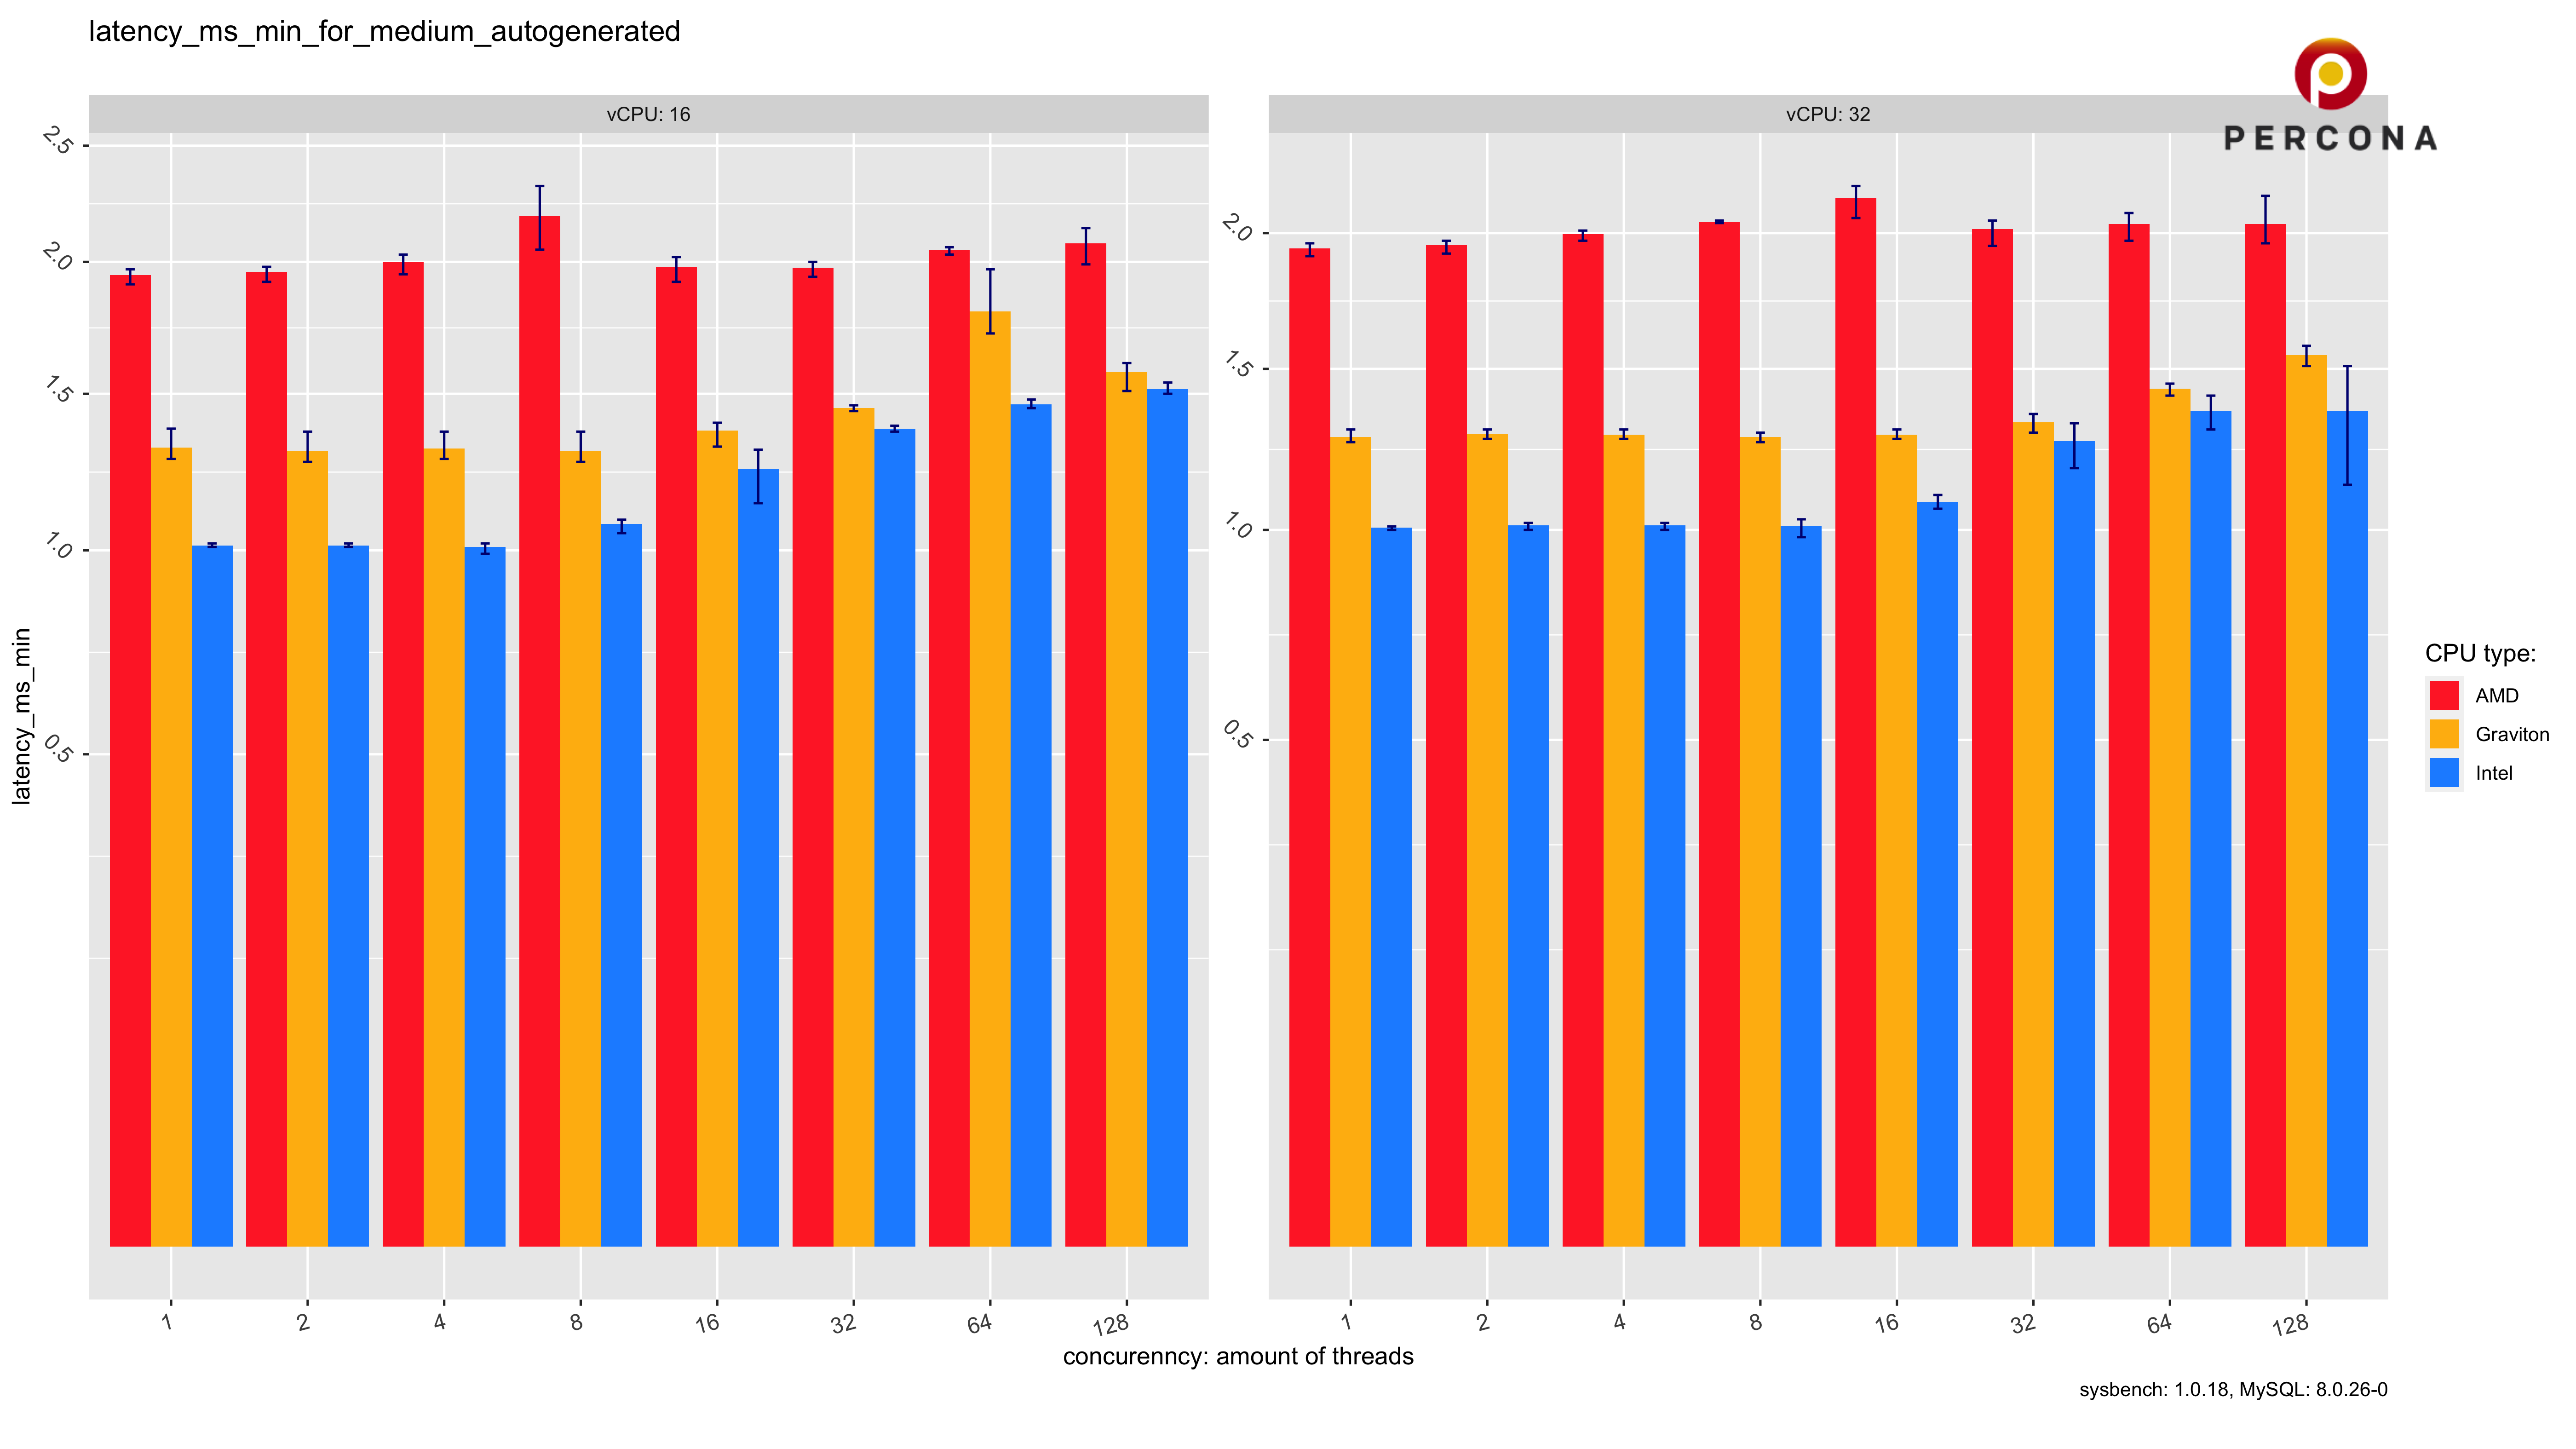 latency_ms_min_for_medium_autogenerated
PERCONA
vCPU: 16
vCPU: 32
2.5
2.0
1.5
1.0
0.5
2.0
1.5
1.0
0.5
latency_ms_min
CPU type:
AMD
Graviton
Intel
1 2 4 8 16 32 64 128
1 2 4 8 16 32 64 128
concurenncy: amount of threads
sysbench: 1.0.18, MySQL: 8.0.26-0